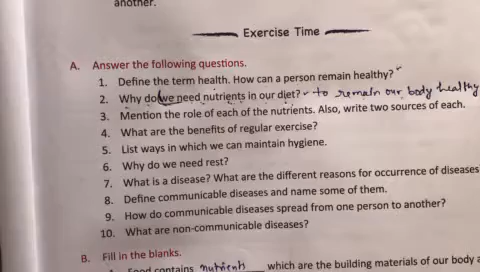 another.
Exercise Time
A. Answer the following questions.
1. Define the term health. How can a person remain healthy?
2. Why do we need nutrients in our diet? - to remain our body healthy
3. Mention the role of each of the nutrients. Also, write two sources of each.
4. What are the benefits of regular exercise?
5. List ways in which we can maintain hygiene.
6. Why do we need rest?
7. What is a disease? What are the different reasons for occurrence of diseases
8. Define communicable diseases and name some of them.
9. How do communicable diseases spread from one person to another?
10. What are non-communicable diseases?
B. Fill in the blanks.
1. Food contains nutrients which are the building materials of our body a